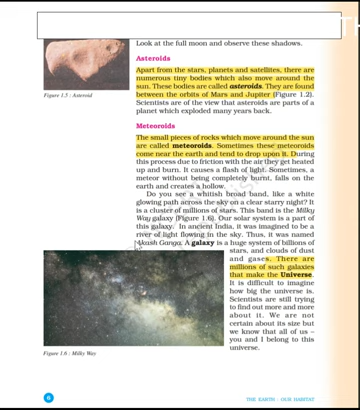 TH
Look at the full moon and observe these shadows.
Asteroids
Apart from the stars, planets and satellites, there are
numerous tiny bodies which also move around the
sun. These bodies are called asteroids. They are found
between the orbits of Mars and Jupiter (Figure 1.2).
Scientists are of the view that asteroids are parts of a
planet which exploded many years back.
Figure 1.5 : Asteroid
Meteoroids
The small pieces of rocks which move around the sun
are called meteoroids. Sometimes these meteoroids
come near the earth and tend to drop upon it. During
this process due to friction with the air they get heated
up and burn. It causes a flash of light. Sometimes, a
meteor without being completely burnt, falls on the
earth and creates a hollow.
Do you see a whitish broad band, like a white
glowing path across the sky on a clear starry night? It
is a cluster of millions of stars. This band is the Milky
Way galaxy (Figure 1.6). Our solar system is a part of
this galaxy. In ancient India, it was imagined to be a
river of light flowing in the sky. Thus, it was named
Akash Ganga. A galaxy is a huge system of billions of
stars, and clouds of dust
and gases. There are
millions of such galaxies
that make the Universe.
It is difficult to imagine
how big the universe is.
Scientists are still trying
to find out more and more
about it. We are not
certain about its size but
we know that all of us –
you and I belong to this
universe.
Figure 1.6 : Milky Way
6
THE EARTH : OUR HABITAT